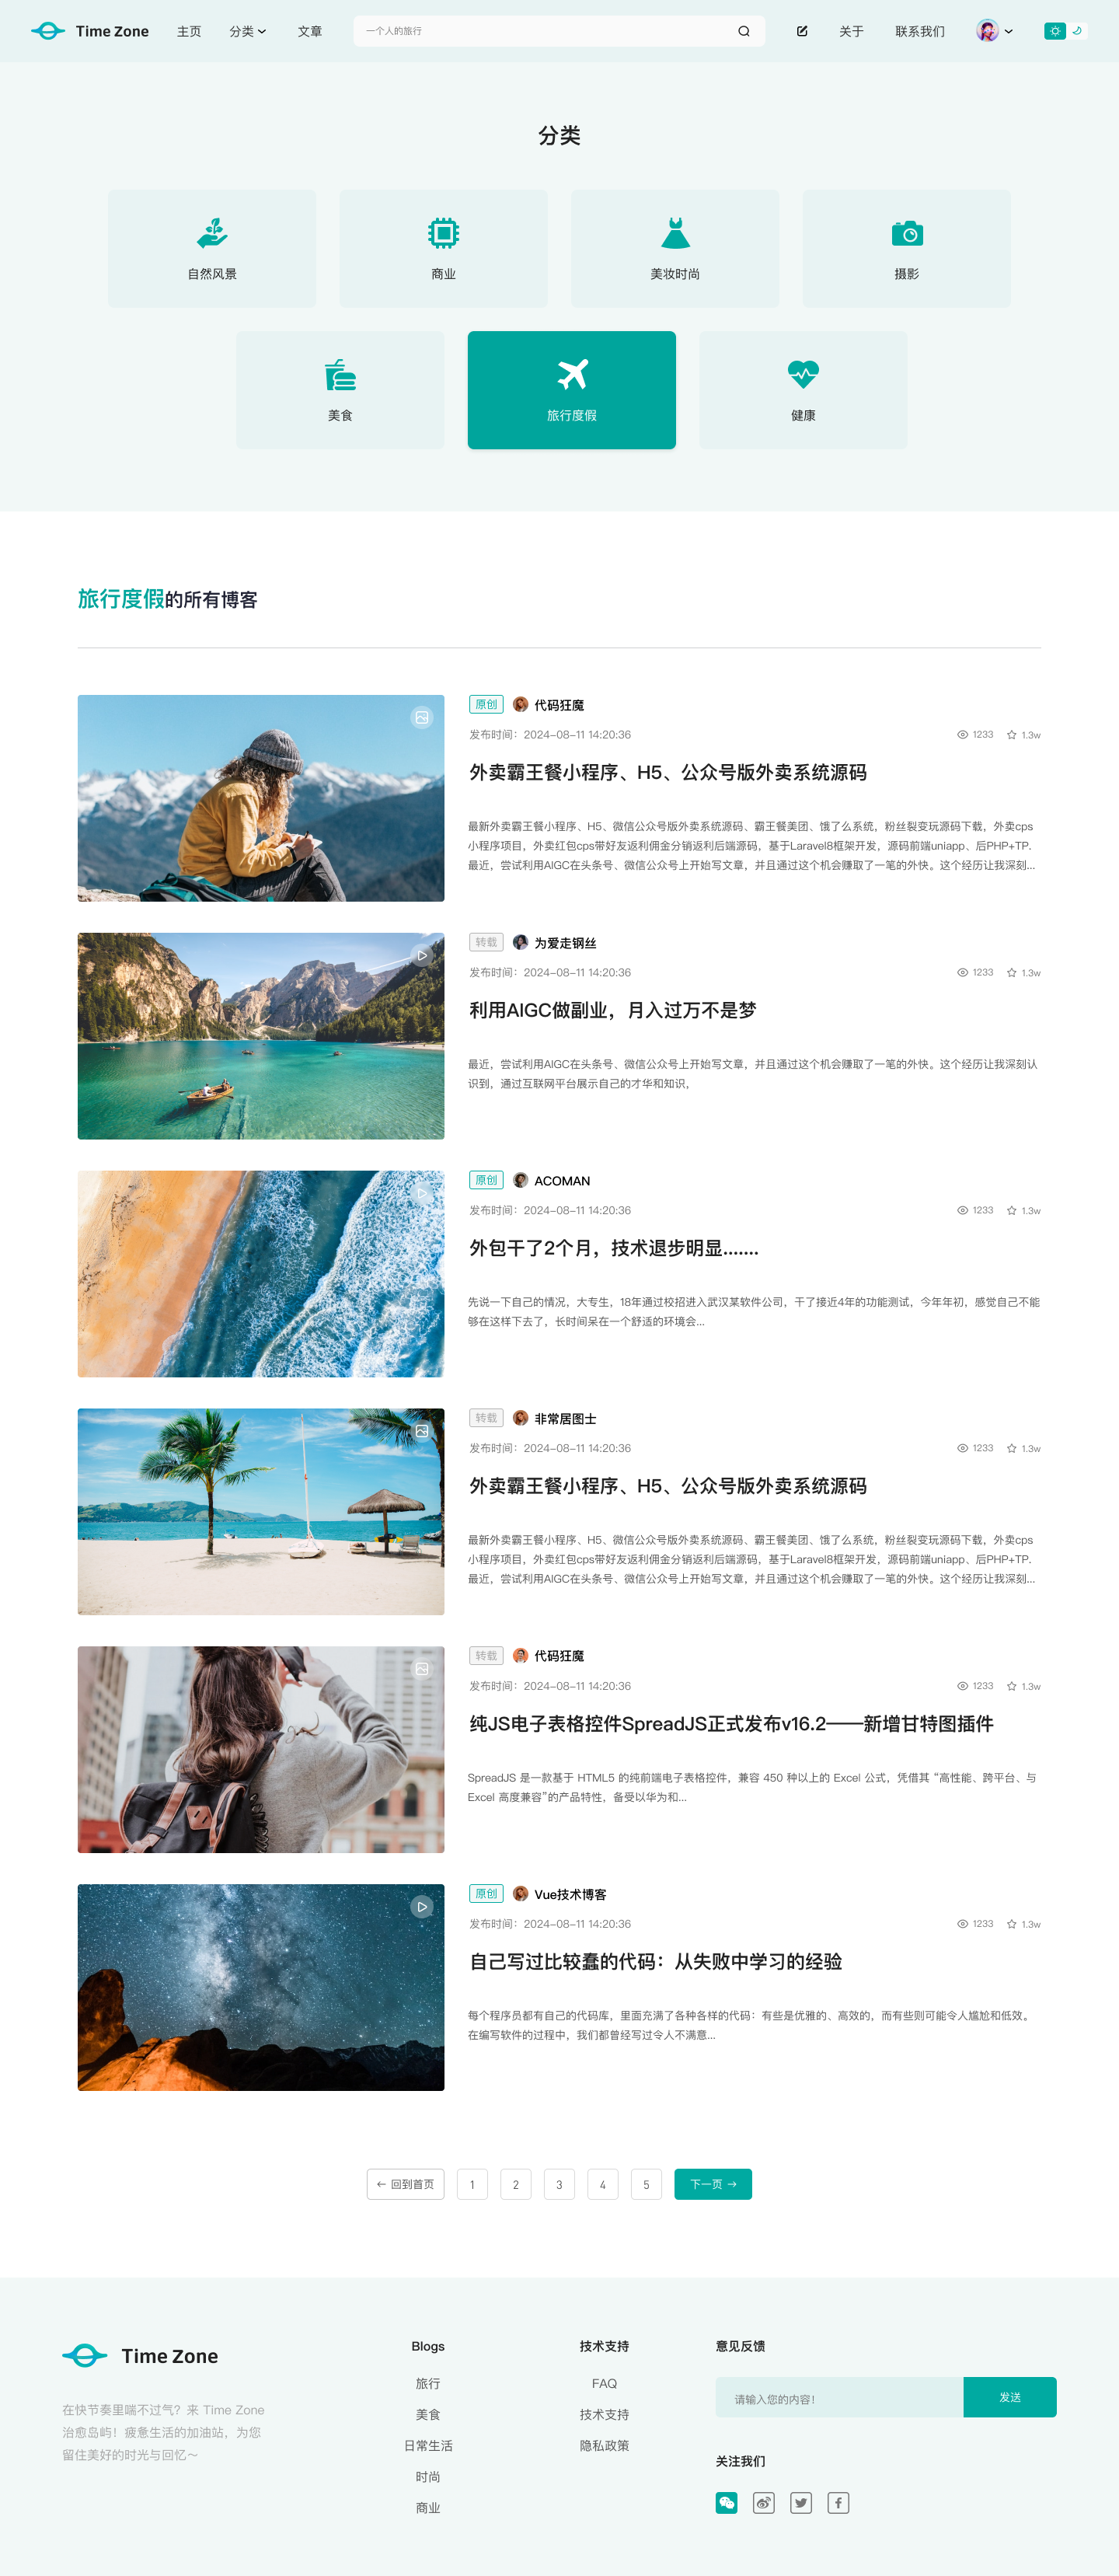 Time Zone 主页 分类 文章 一个人的旅行 关于 联系我们
分类
自然风景 商业 美妆时尚 摄影
美食 旅行度假 健康
旅行度假的所有博客
原创 代码狂魔
发布时间：2024-08-11 14:20:36 1233 1.3w
外卖霸王餐小程序、H5、公众号版外卖系统源码
最新外卖霸王餐小程序、H5、微信公众号版外卖系统源码、霸王餐美团、饿了么系统，粉丝裂变玩源码下载，外卖cps
小程序项目，外卖红包cps带好友返利佣金分销返利后端源码，基于Laravel8框架开发，源码前端uniapp、后PHP+TP.
最近，尝试利用AIGC在头条号、微信公众号上开始写文章，并且通过这个机会赚取了一笔的外快。这个经历让我深刻...
转载 为爱走钢丝
发布时间：2024-08-11 14:20:36 1233 1.3w
利用AIGC做副业，月入过万不是梦
最近，尝试利用AIGC在头条号、微信公众号上开始写文章，并且通过这个机会赚取了一笔的外快。这个经历让我深刻认
识到，通过互联网平台展示自己的才华和知识，
原创 ACOMAN
发布时间：2024-08-11 14:20:36 1233 1.3w
外包干了2个月，技术退步明显.......
先说一下自己的情况，大专生，18年通过校招进入武汉某软件公司，干了接近4年的功能测试，今年年初，感觉自己不能
够在这样下去了，长时间呆在一个舒适的环境会...
转载 非常居图士
发布时间：2024-08-11 14:20:36 1233 1.3w
外卖霸王餐小程序、H5、公众号版外卖系统源码
最新外卖霸王餐小程序、H5、微信公众号版外卖系统源码、霸王餐美团、饿了么系统，粉丝裂变玩源码下载，外卖cps
小程序项目，外卖红包cps带好友返利佣金分销返利后端源码，基于Laravel8框架开发，源码前端uniapp、后PHP+TP.
最近，尝试利用AIGC在头条号、微信公众号上开始写文章，并且通过这个机会赚取了一笔的外快。这个经历让我深刻...
转载 代码狂魔
发布时间：2024-08-11 14:20:36 1233 1.3w
纯JS电子表格控件SpreadJS正式发布v16.2——新增甘特图插件
SpreadJS 是一款基于 HTML5 的纯前端电子表格控件，兼容 450 种以上的 Excel 公式，凭借其 “高性能、跨平台、与
Excel 高度兼容”的产品特性，备受以华为和...
原创 Vue技术博客
发布时间：2024-08-11 14:20:36 1233 1.3w
自己写过比较蠢的代码：从失败中学习的经验
每个程序员都有自己的代码库，里面充满了各种各样的代码：有些是优雅的、高效的，而有些则可能令人尴尬和低效。
在编写软件的过程中，我们都曾经写过令人不满意...
← 回到首页 1 2 3 4 5 下一页 →
Time Zone
在快节奏里喘不过气？来 Time Zone
治愈岛屿！疲惫生活的加油站，为您
留住美好的时光与回忆～
Blogs
旅行
美食
日常生活
时尚
商业
技术支持
FAQ
技术支持
隐私政策
意见反馈
请输入您的内容！ 发送
关注我们